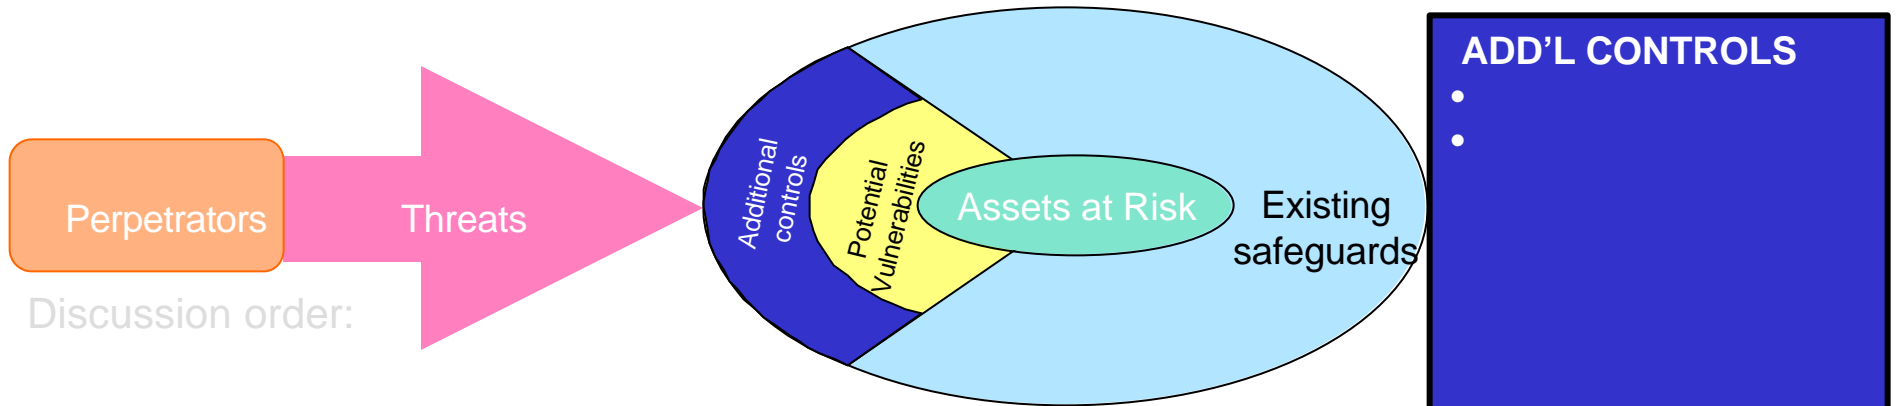 ADD’L CONTROLS
•
•
Perpetrators
Threats
Additional
controls
Potential
Vulnerabilities
Assets at Risk
Existing
safeguards
Discussion order: